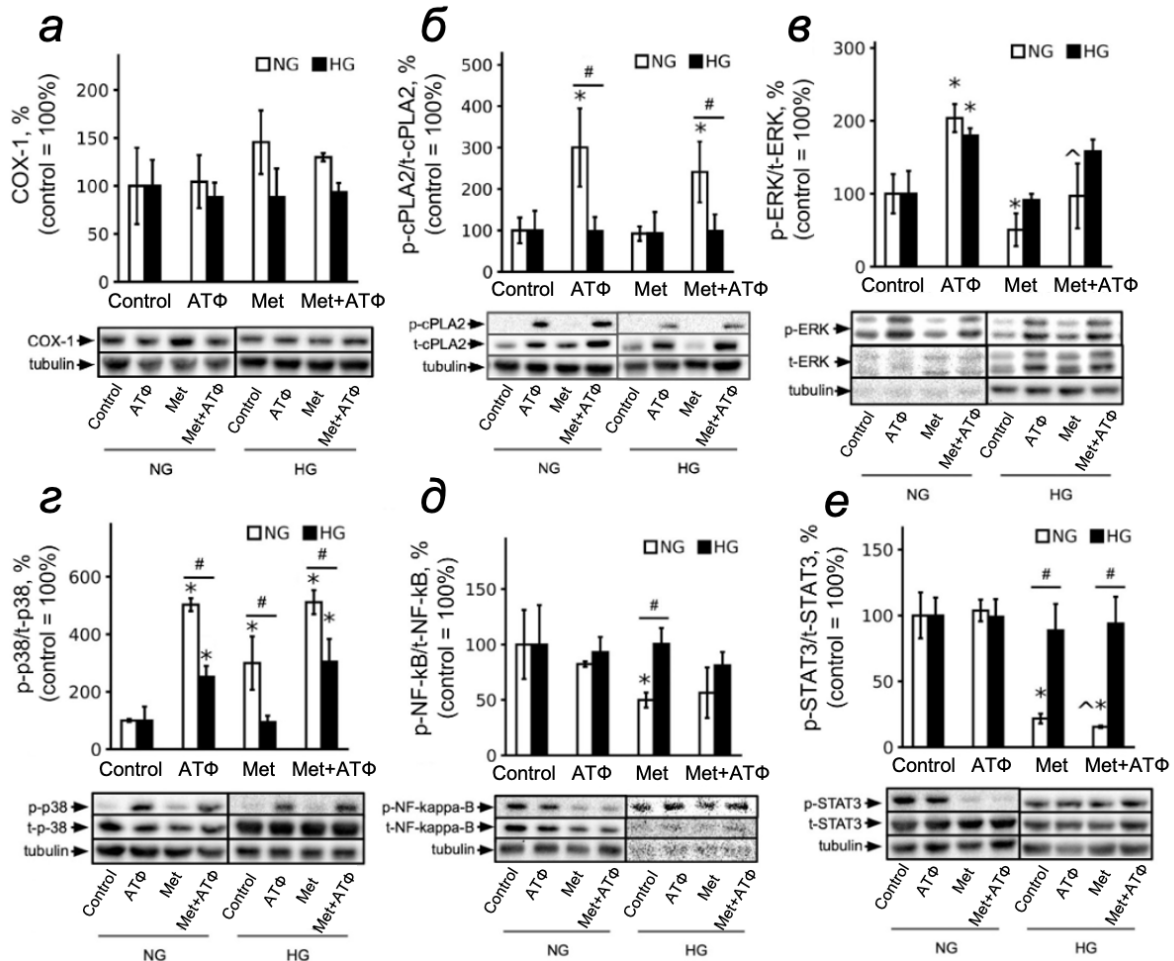 а
NG HG
COX-1, %
(control = 100%)
200
150
100
50
0
Control АТФ Met Met+АТФ
COX-1
tubulin
Control АТФ Met Met+АТФ Control АТФ Met Met+АТФ
NG HG
б
NG HG
p-cPLA2/t-cPLA2, %
(control = 100%)
500
400
300
200
100
0
* # * #
Control АТФ Met Met+АТФ
p-cPLA2
t-cPLA2
tubulin
Control АТФ Met Met+АТФ Control АТФ Met Met+АТФ
NG HG
в
NG HG
p-ERK/t-ERK, %
(control = 100%)
300
200
100
0
* * * ^
Control АТФ Met Met+АТФ
p-ERK
t-ERK
tubulin
Control АТФ Met Met+АТФ Control АТФ Met Met+АТФ
NG HG
г
NG HG
p-p38/t-p38, %
(control = 100%)
600
400
200
0
# * * # * # * *
Control АТФ Met Met+АТФ
p-p38
t-p-38
tubulin
Control АТФ Met Met+АТФ Control АТФ Met Met+АТФ
NG HG
д
NG HG
p-NF-kB/t-NF-kB, %
(control = 100%)
150
100
50
0
# *
Control АТФ Met Met+АТФ
p-NF-kappa-B
t-NF-kappa-B
tubulin
Control АТФ Met Met+АТФ Control АТФ Met Met+АТФ
NG HG
е
NG HG
p-STAT3/t-STAT3, %
(control = 100%)
150
100
50
0
# * # ^*
Control АТФ Met Met+АТФ
p-STAT3
t-STAT3
tubulin
Control АТФ Met Met+АТФ Control АТФ Met Met+АТФ
NG HG